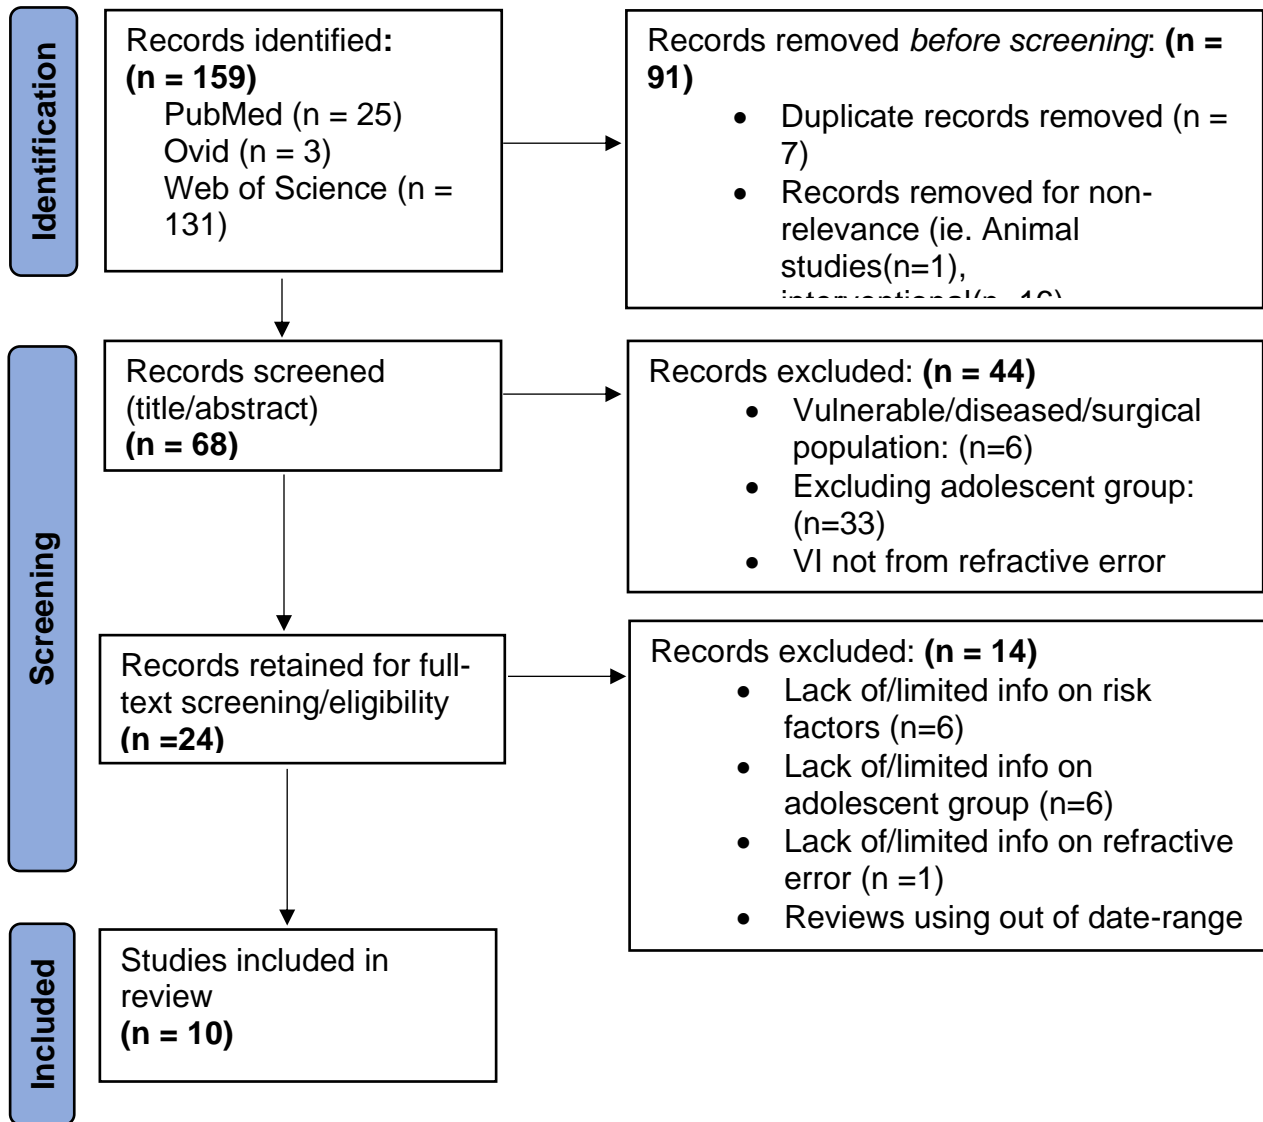 Identification
Records identified:
(n = 159)
PubMed (n = 25)
Ovid (n = 3)
Web of Science (n =
131)
Records removed before screening: (n =
91)
• Duplicate records removed (n =
7)
• Records removed for non-
relevance (ie. Animal
studies(n=1),
Screening
Records screened
(title/abstract)
(n = 68)
Records excluded: (n = 44)
• Vulnerable/diseased/surgical
population: (n=6)
• Excluding adolescent group:
(n=33)
• VI not from refractive error
Records retained for full-
text screening/eligibility
(n =24)
Records excluded: (n = 14)
• Lack of/limited info on risk
factors (n=6)
• Lack of/limited info on
adolescent group (n=6)
• Lack of/limited info on refractive
error (n =1)
• Reviews using out of date-range
Included
Studies included in
review
(n = 10)